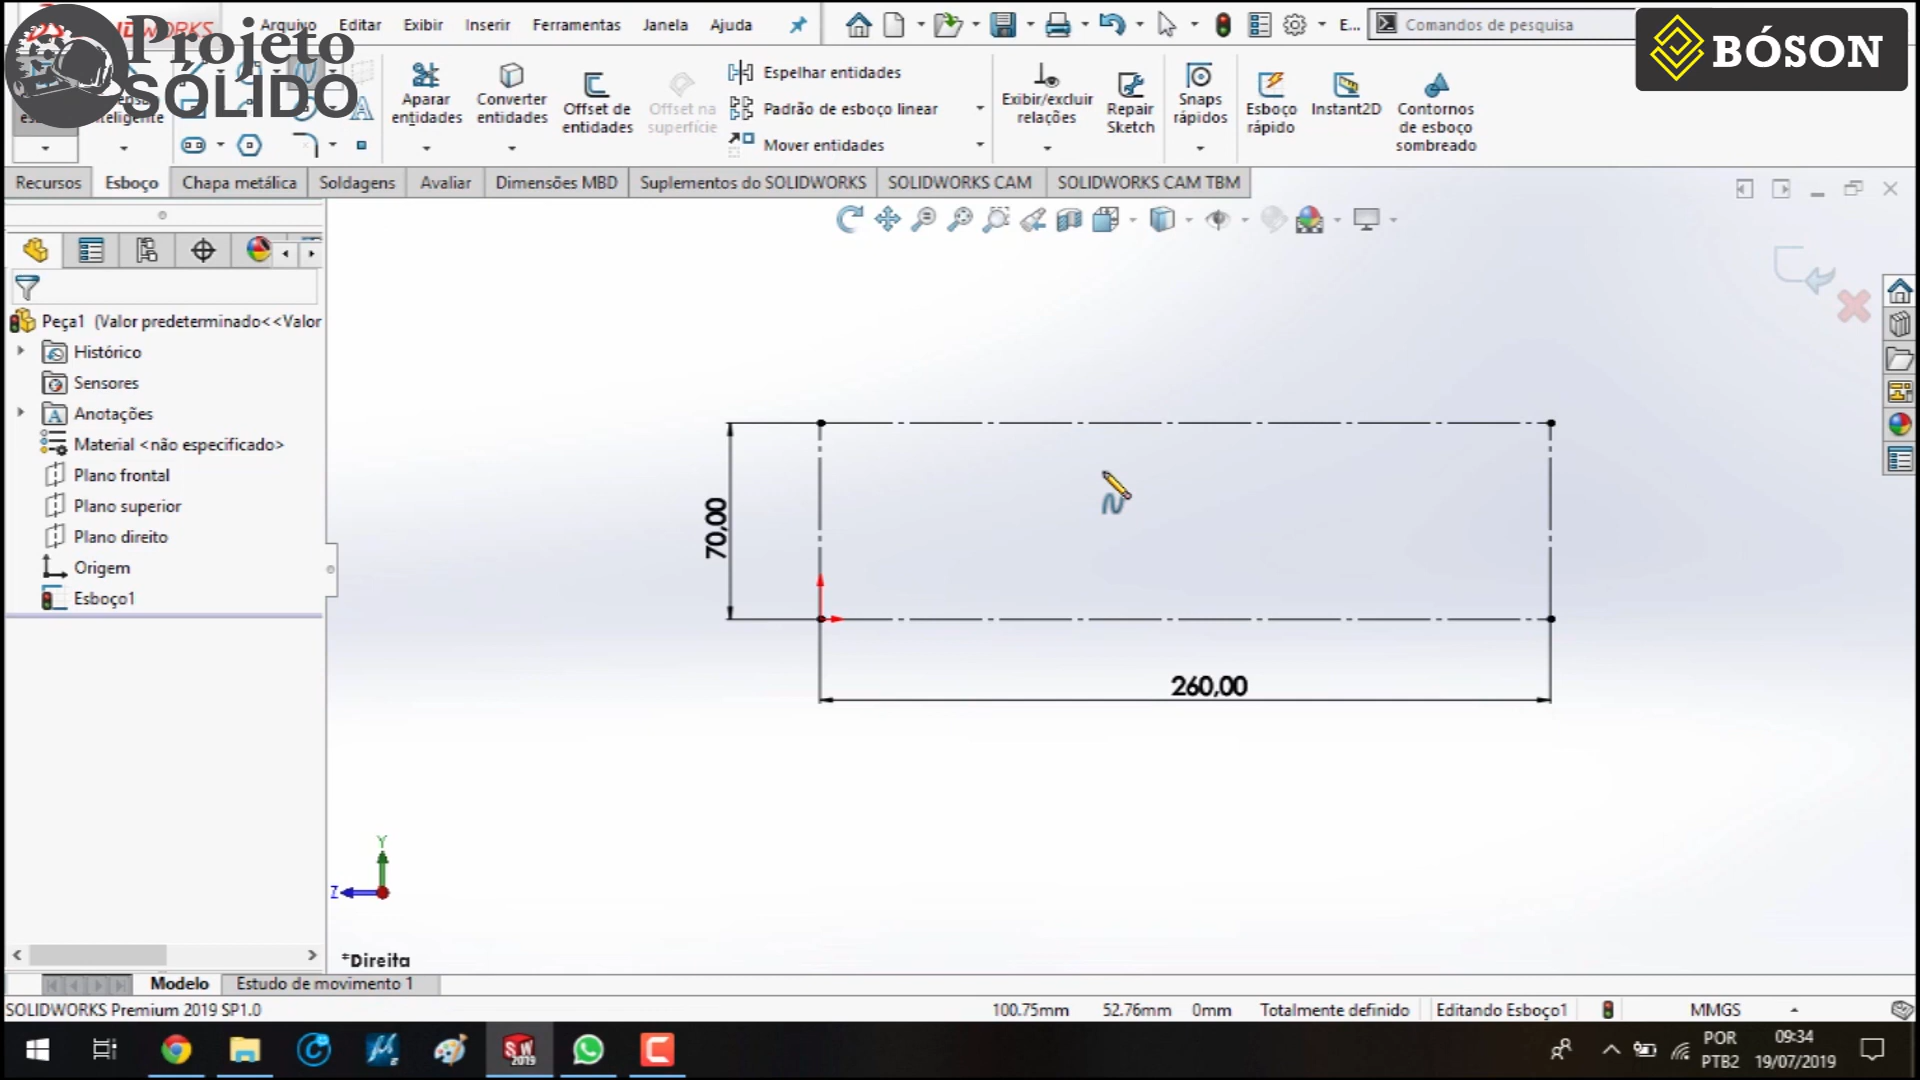 Projeto
SÓLIDO
WORKS
Arquivo Editar Exibir Inserir Ferramentas Janela Ajuda
E...
Comandos de pesquisa
BÓSON
Inteligente
Aparar entidades
Converter entidades
Offset de entidades
Offset na superfície
Espelhar entidades
Padrão de esboço linear
Mover entidades
Exibir/excluir relações
Repair Sketch
Snaps rápidos
Esboço rápido
Instant2D
Contornos de esboço sombreado
Recursos Esboço Chapa metálica Soldagens Avaliar Dimensões MBD Suplementos do SOLIDWORKS SOLIDWORKS CAM SOLIDWORKS CAM TBM
Peça1 (Valor predeterminado<<Valor
Histórico
Sensores
Anotações
Material <não especificado>
Plano frontal
Plano superior
Plano direito
Origem
Esboço1
70,00
260,00
Y
Z
*Direita
Modelo Estudo de movimento 1
SOLIDWORKS Premium 2019 SP1.0
100.75mm 52.76mm 0mm Totalmente definido Editando Esboço1 MMGS
SW
2019
POR
PTB2
09:34
19/07/2019